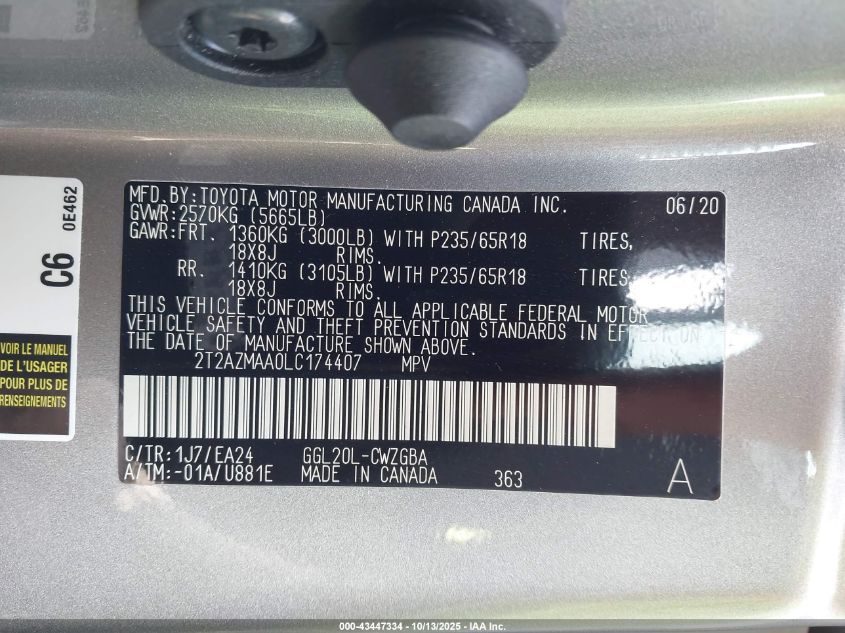 C6 0E462
VOIR LE MANUEL
DE L'USAGER
POUR PLUS DE
RENSEIGNEMENTS
MFD.BY:TOYOTA MOTOR MANUFACTURING CANADA INC. 06/20
GVWR:2570KG (5665LB)
GAWR:FRT. 1360KG (3000LB) WITH P235/65R18 TIRES,
18X8J RIMS.
RR. 1410KG (3105LB) WITH P235/65R18 TIRES,
18X8J RIMS.
THIS VEHICLE CONFORMS TO ALL APPLICABLE FEDERAL MOTOR
VEHICLE SAFETY AND THEFT PREVENTION STANDARDS IN EFFECT ON
THE DATE OF MANUFACTURE SHOWN ABOVE.
2T2AZMAA0LC174407 MPV
C/TR:1J7/EA24 GGL20L-CWZGBA
A/TM:-01A/U881E MADE IN CANADA 363 A
000-43447334 - 10/13/2025 - IAA Inc.